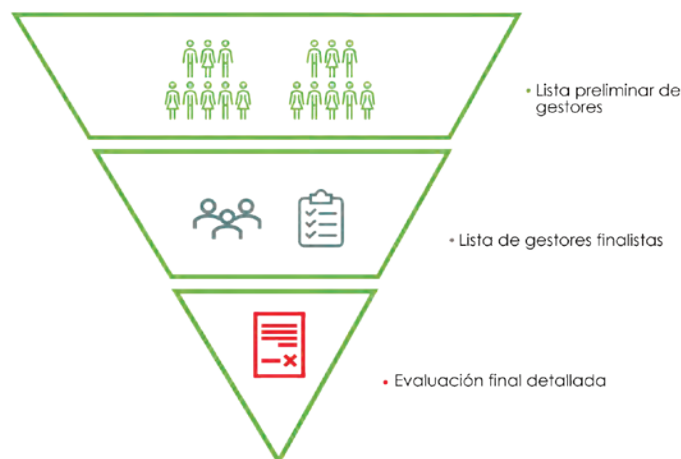 • Lista preliminar de
gestores
• Lista de gestores finalistas
• Evaluación final detallada